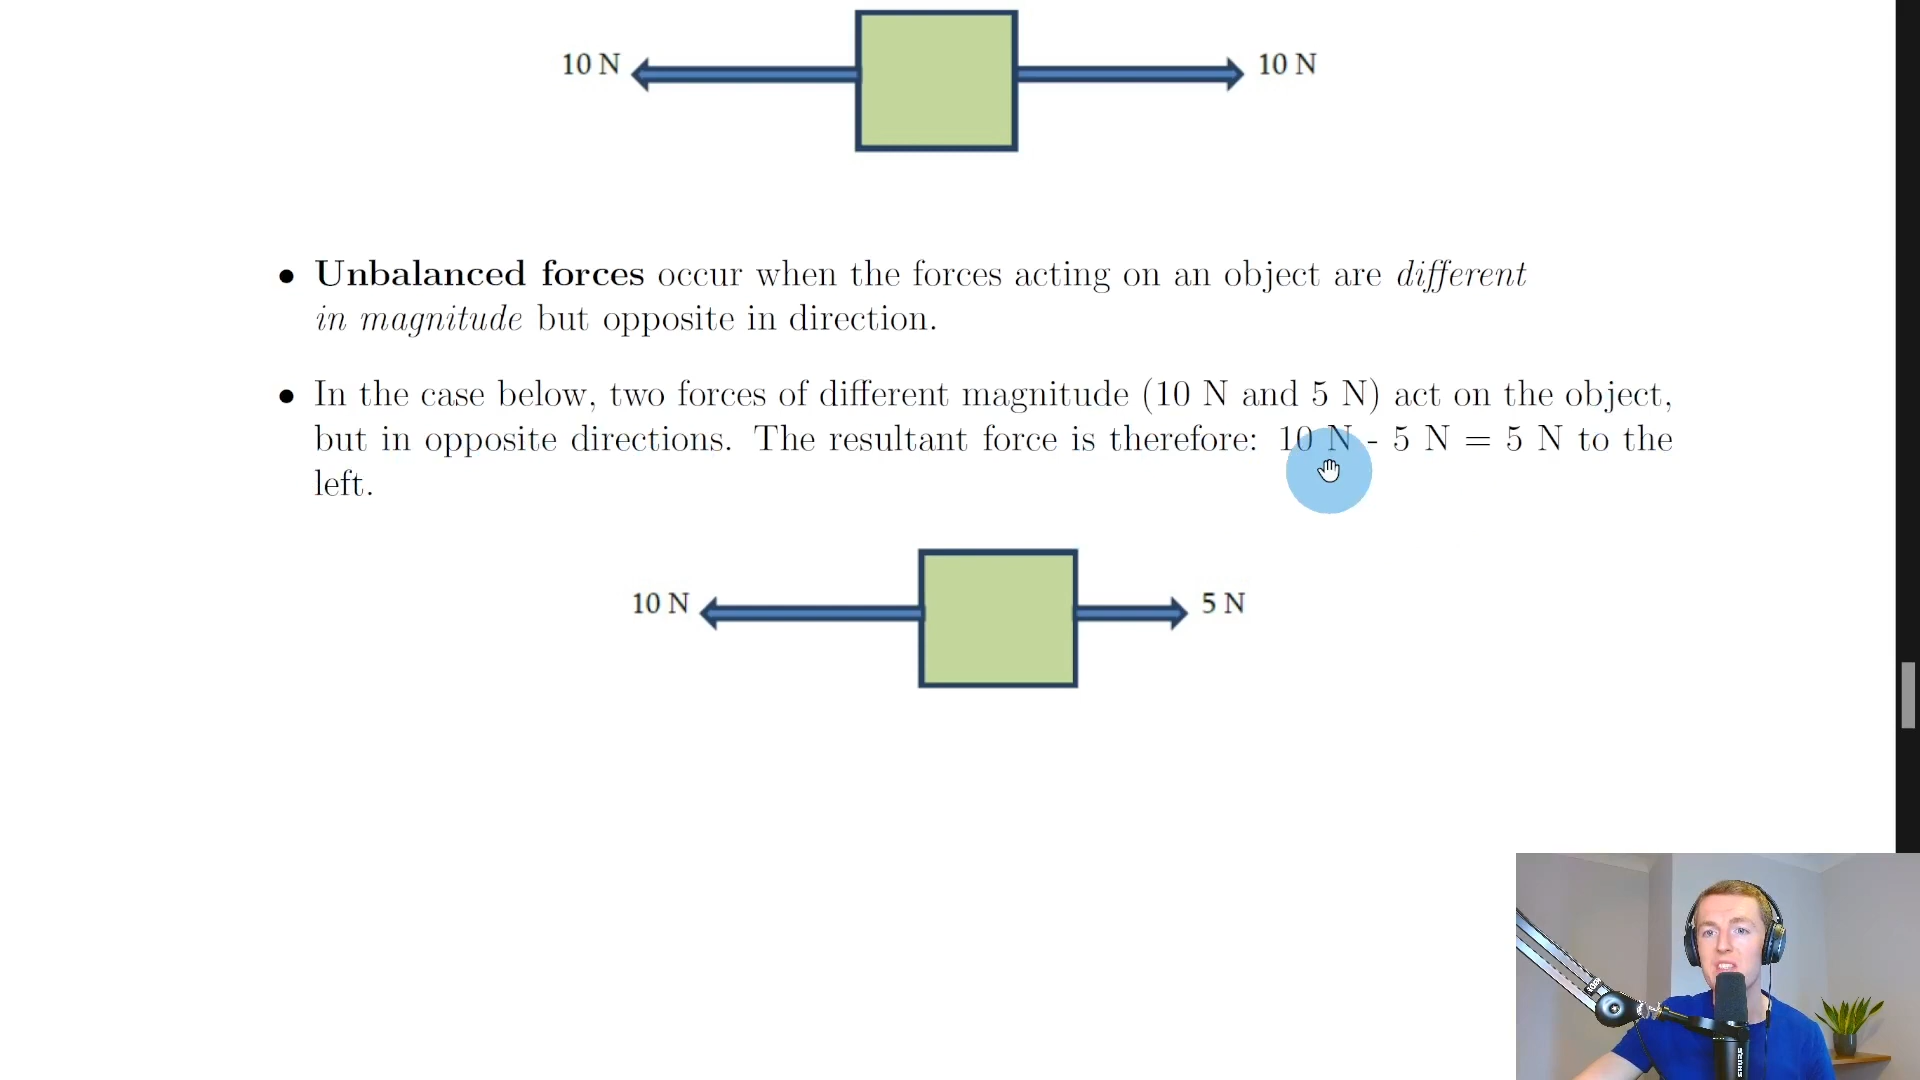 10 N 10 N
• Unbalanced forces occur when the forces acting on an object are different
in magnitude but opposite in direction.
• In the case below, two forces of different magnitude (10 N and 5 N) act on the object,
but in opposite directions. The resultant force is therefore: 10 N - 5 N = 5 N to the
left.
10 N 5 N